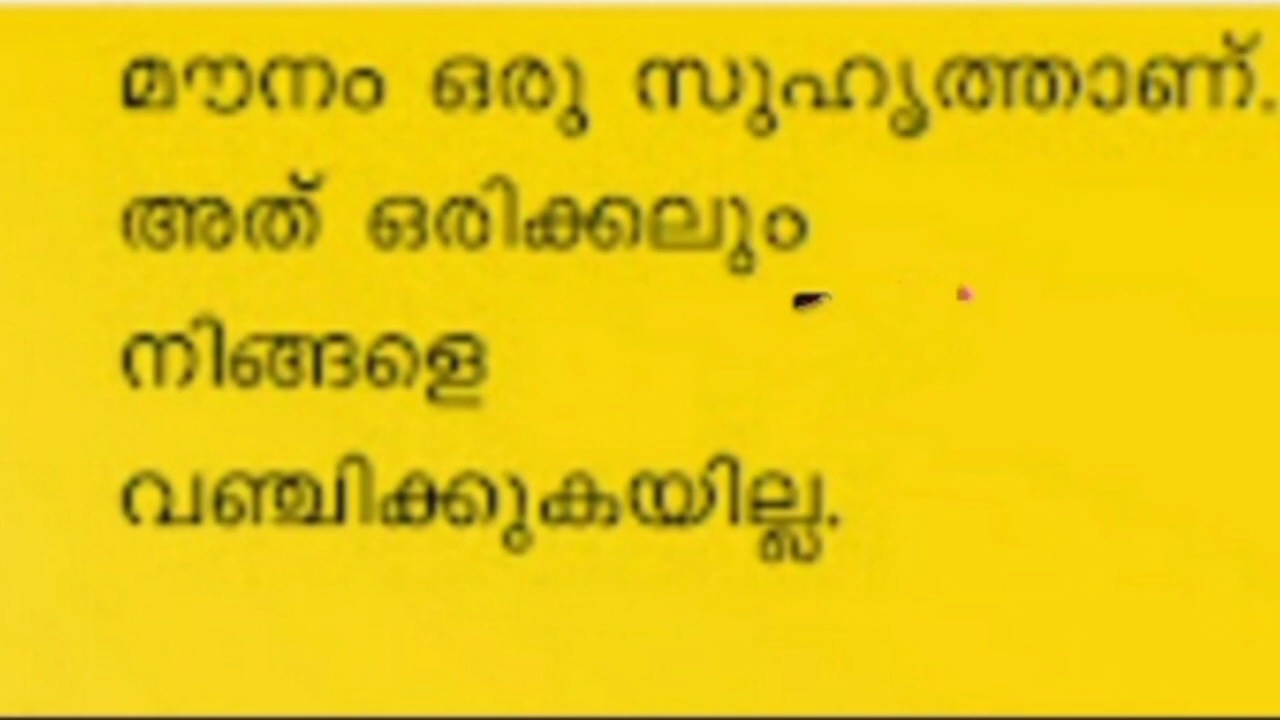 മൗനം ഒരു സുഹൃത്താണ്.
അത് ഒരിക്കലും
നിങ്ങളെ
വഞ്ചിക്കുകയില്ല.